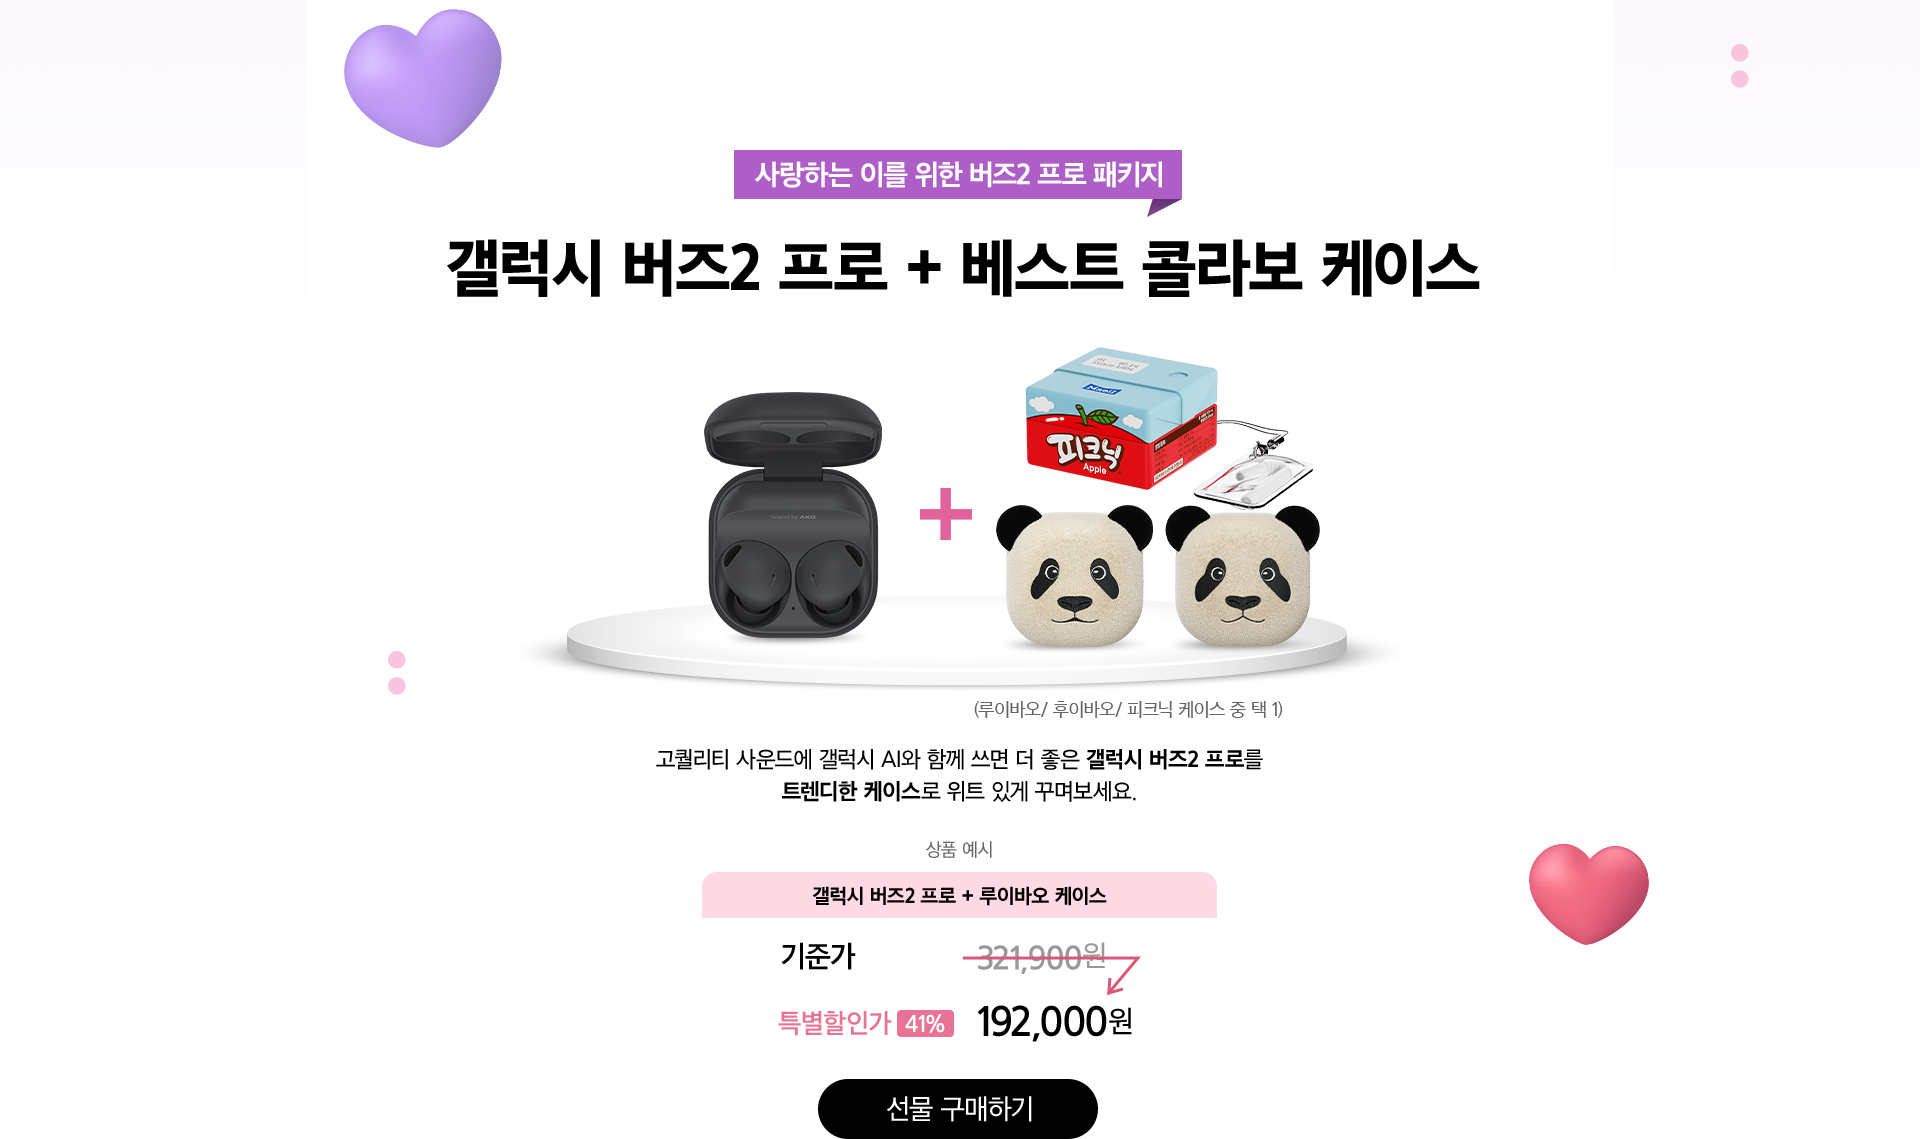 사랑하는 이를 위한 버즈2 프로 패키지
갤럭시 버즈2 프로 + 베스트 콜라보 케이스
Sound by AKG
피크닉
Apple
(루이바오/ 후이바오/ 피크닉 케이스 중 택 1)
고퀄리티 사운드에 갤럭시 AI와 함께 쓰면 더 좋은 갤럭시 버즈2 프로를
트렌디한 케이스로 위트 있게 꾸며보세요.
상품 예시
갤럭시 버즈2 프로 + 루이바오 케이스
기준가 321,900원
특별할인가 41% 192,000원
선물 구매하기